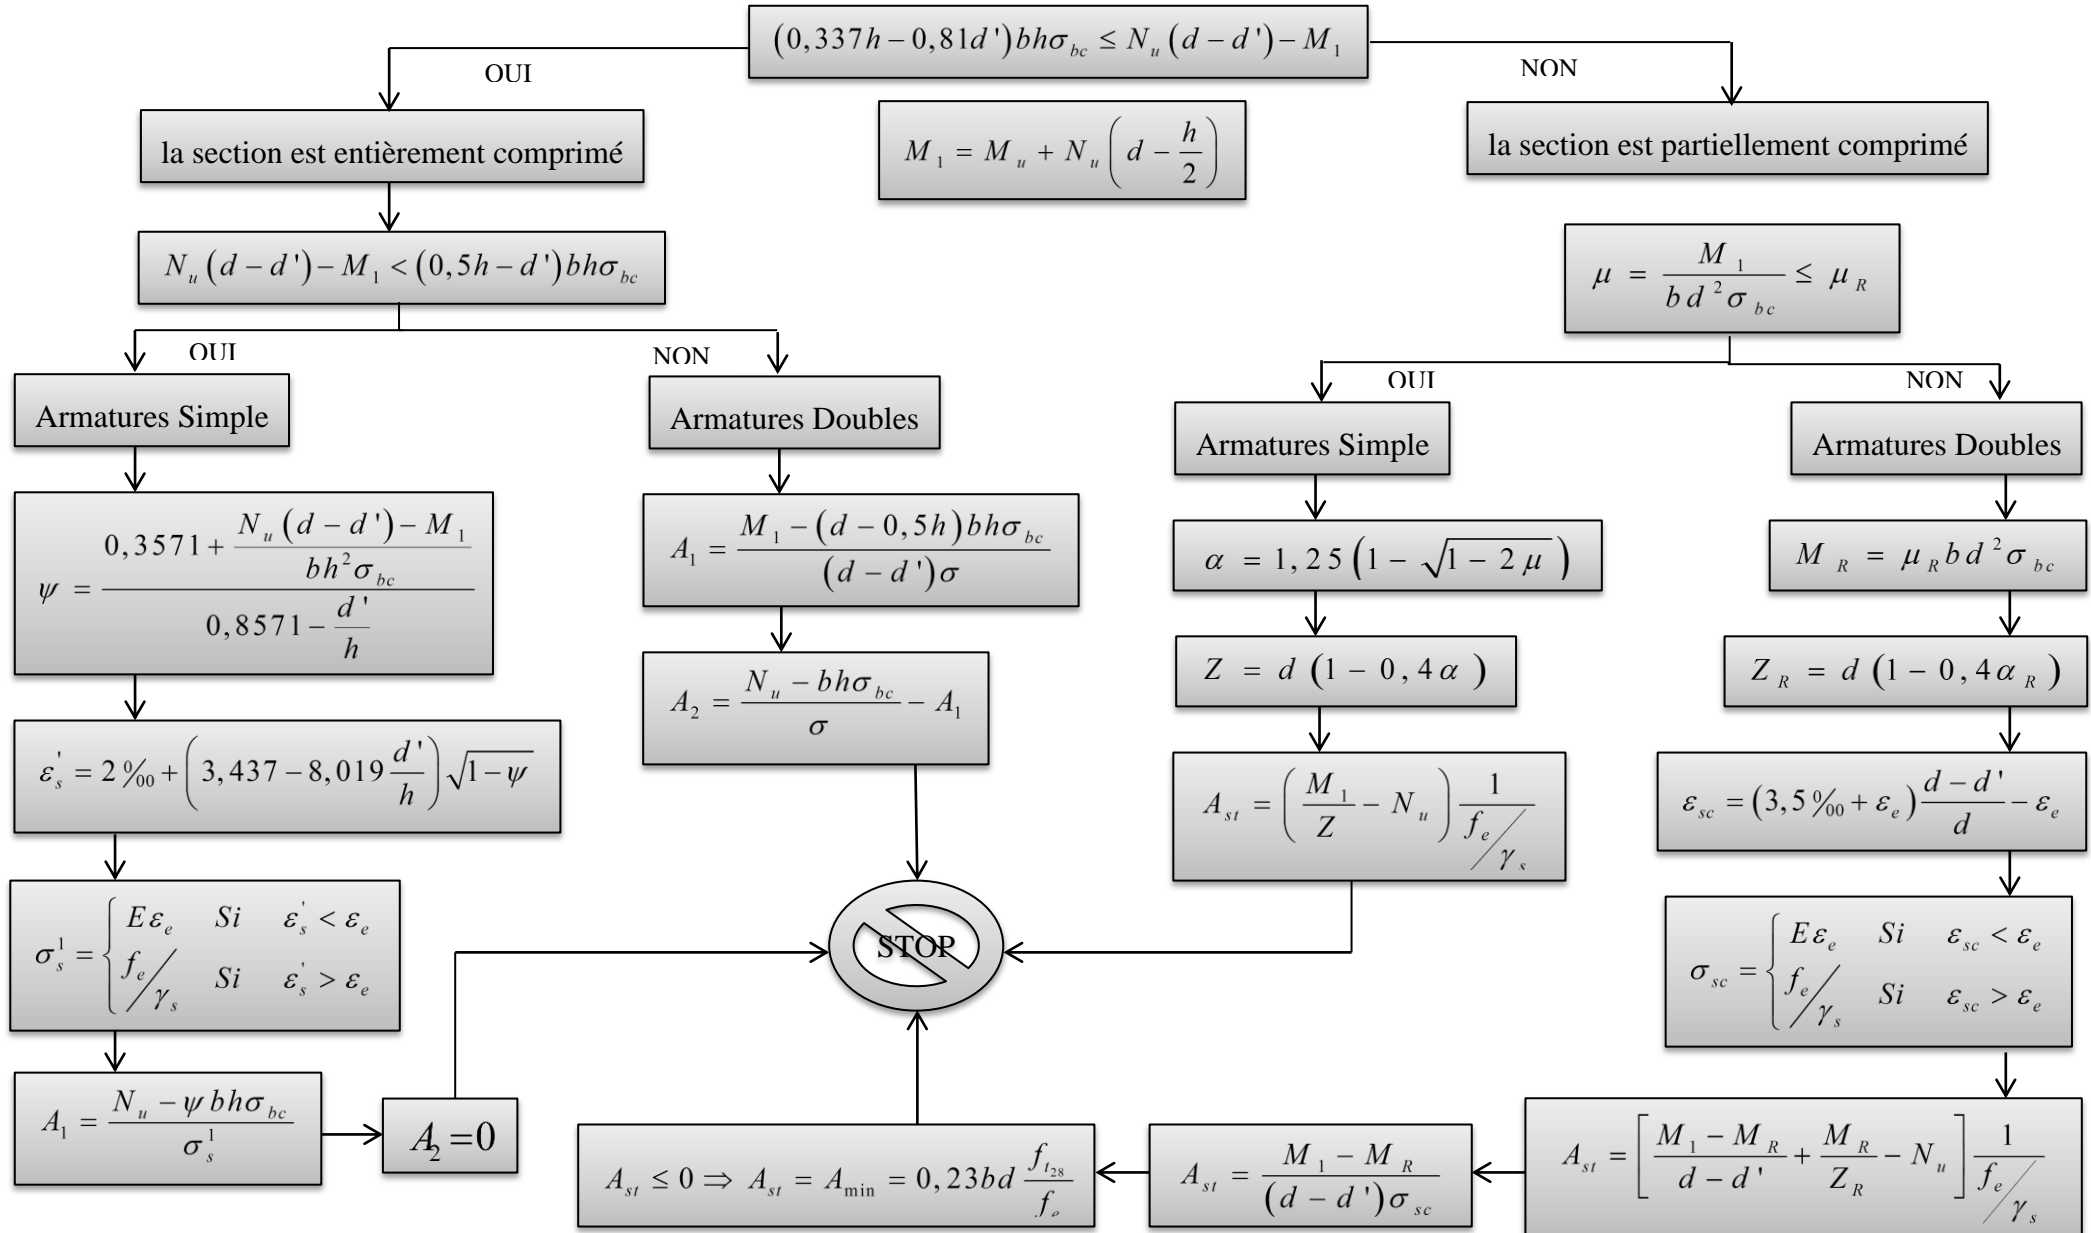 (0,337h − 0,81d')bhσ_bc ≤ N_u(d − d') − M_1
OUI
NON
la section est entièrement comprimé
M_1 = M_u + N_u(d − h/2)
la section est partiellement comprimé
N_u(d − d') − M_1 < (0,5h − d')bhσ_bc
μ = M_1/(bd²σ_bc) ≤ μ_R
OUI
NON
OUI
NON
Armatures Simple
Armatures Doubles
Armatures Simple
Armatures Doubles
ψ = (0,3571 + (N_u(d − d') − M_1)/(bh²σ_bc))/(0,8571 − d'/h)
A_1 = (M_1 − (d − 0,5h)bhσ_bc)/((d − d')σ)
α = 1,25(1 − √(1 − 2μ))
M_R = μ_R bd²σ_bc
A_2 = (N_u − bhσ_bc)/σ − A_1
Z = d(1 − 0,4α)
Z_R = d(1 − 0,4α_R)
ε_s' = 2‰ + (3,437 − 8,019 d'/h)√(1 − ψ)
A_st = (M_1/Z − N_u) 1/(f_e/γ_s)
ε_sc = (3,5‰ + ε_e)(d − d')/d − ε_e
σ_s^1 = { Eε_e Si ε_s' < ε_e
f_e/γ_s Si ε_s' > ε_e
STOP
σ_sc = { Eε_e Si ε_sc < ε_e
f_e/γ_s Si ε_sc > ε_e
A_1 = (N_u − ψbhσ_bc)/σ_s^1
A_2 = 0
A_st ≤ 0 ⇒ A_st = A_min = 0,23bd f_t28/f_e
A_st = (M_1 − M_R)/((d − d')σ_sc)
A_st = [(M_1 − M_R)/(d − d') + M_R/Z_R − N_u] 1/(f_e/γ_s)